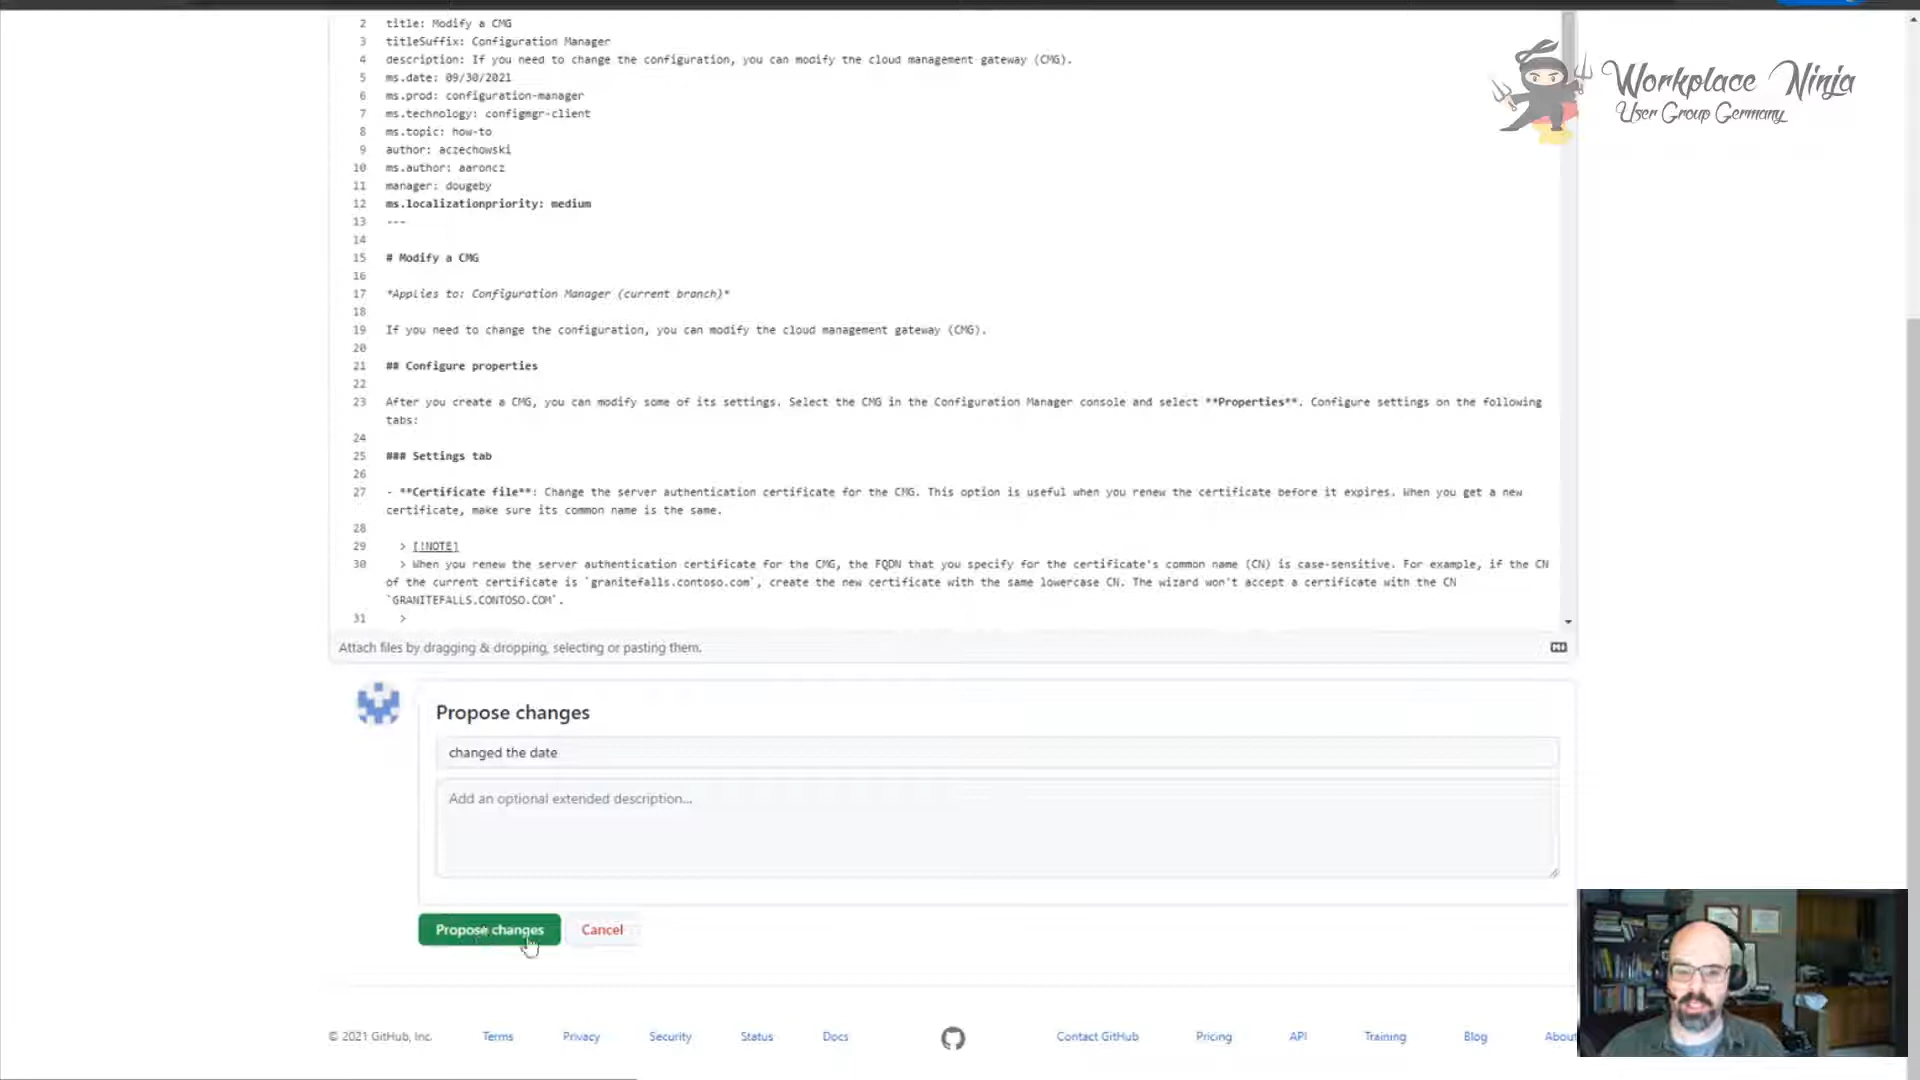 2 title: Modify a CMG
3 titleSuffix: Configuration Manager
4 description: If you need to change the configuration, you can modify the cloud management gateway (CMG).
5 ms.date: 09/30/2021
6 ms.prod: configuration-manager
7 ms.technology: configmgr-client
8 ms.topic: how-to
9 author: aczechowski
10 ms.author: aaroncz
11 manager: dougeby
12 ms.localizationpriority: medium
13 ---
14
15 # Modify a CMG
16
17 *Applies to: Configuration Manager (current branch)*
18
19 If you need to change the configuration, you can modify the cloud management gateway (CMG).
20
21 ## Configure properties
22
23 After you create a CMG, you can modify some of its settings. Select the CMG in the Configuration Manager console and select **Properties**. Configure settings on the following
tabs:
24
25 ### Settings tab
26
27 - **Certificate file**: Change the server authentication certificate for the CMG. This option is useful when you renew the certificate before it expires. When you get a new
certificate, make sure its common name is the same.
28
29 > [!NOTE]
30 > When you renew the server authentication certificate for the CMG, the FQDN that you specify for the certificate's common name (CN) is case-sensitive. For example, if the CN
of the current certificate is `granitefalls.contoso.com`, create the new certificate with the same lowercase CN. The wizard won't accept a certificate with the CN
`GRANITEFALLS.CONTOSO.COM`.
31 >
Workplace Ninja
User Group Germany
Attach files by dragging & dropping, selecting or pasting them.
Propose changes
changed the date
Add an optional extended description...
Propose changes Cancel
© 2021 GitHub, Inc. Terms Privacy Security Status Docs Contact GitHub Pricing API Training Blog About